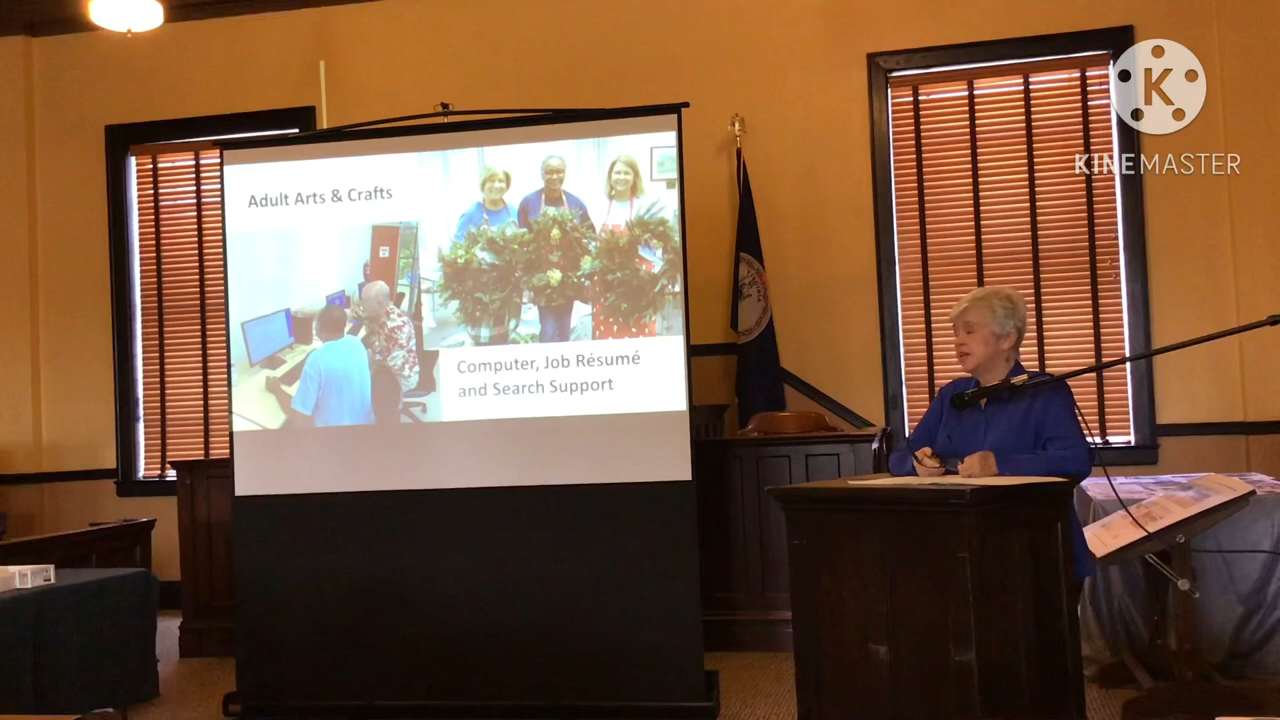 Adult Arts & Crafts
Computer, Job Résumé
and Search Support
K
KINEMASTER